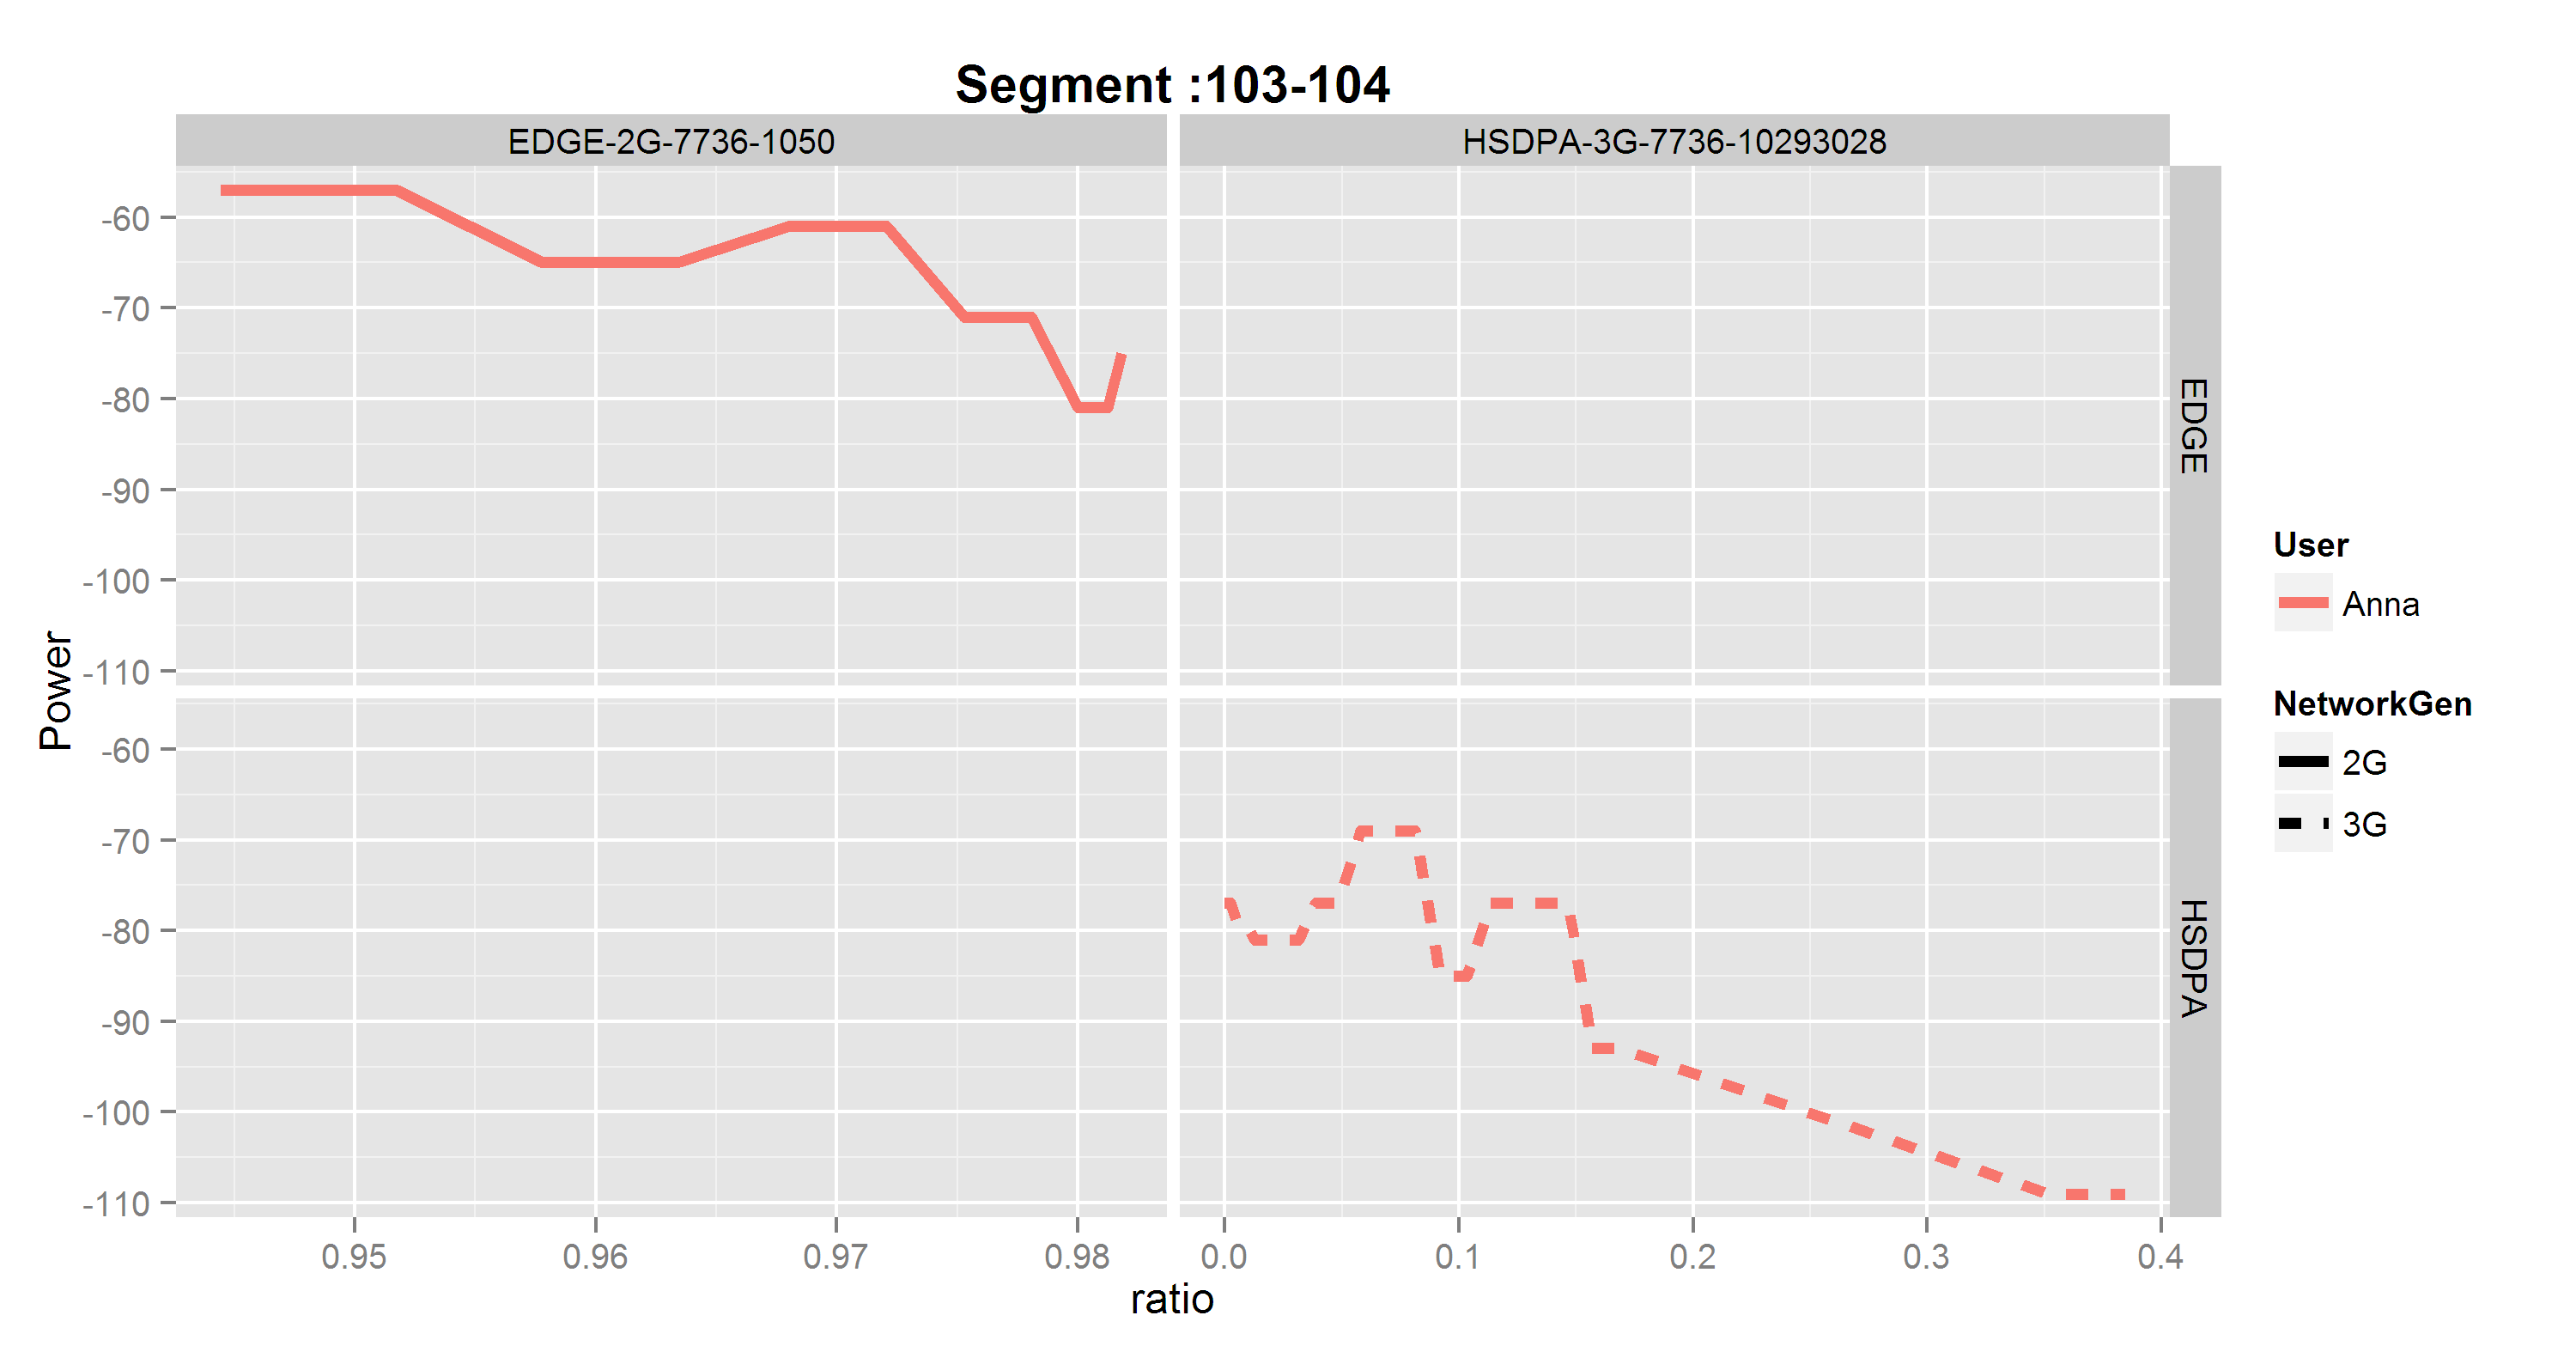 Segment :103-104
EDGE-2G-7736-1050
HSDPA-3G-7736-10293028
-60
-70
-80
-90
-100
-110
EDGE
Power
-60
-70
-80
-90
-100
-110
HSDPA
0.95
0.96
0.97
0.98
0.0
0.1
0.2
0.3
0.4
ratio
User
Anna
NetworkGen
2G
3G